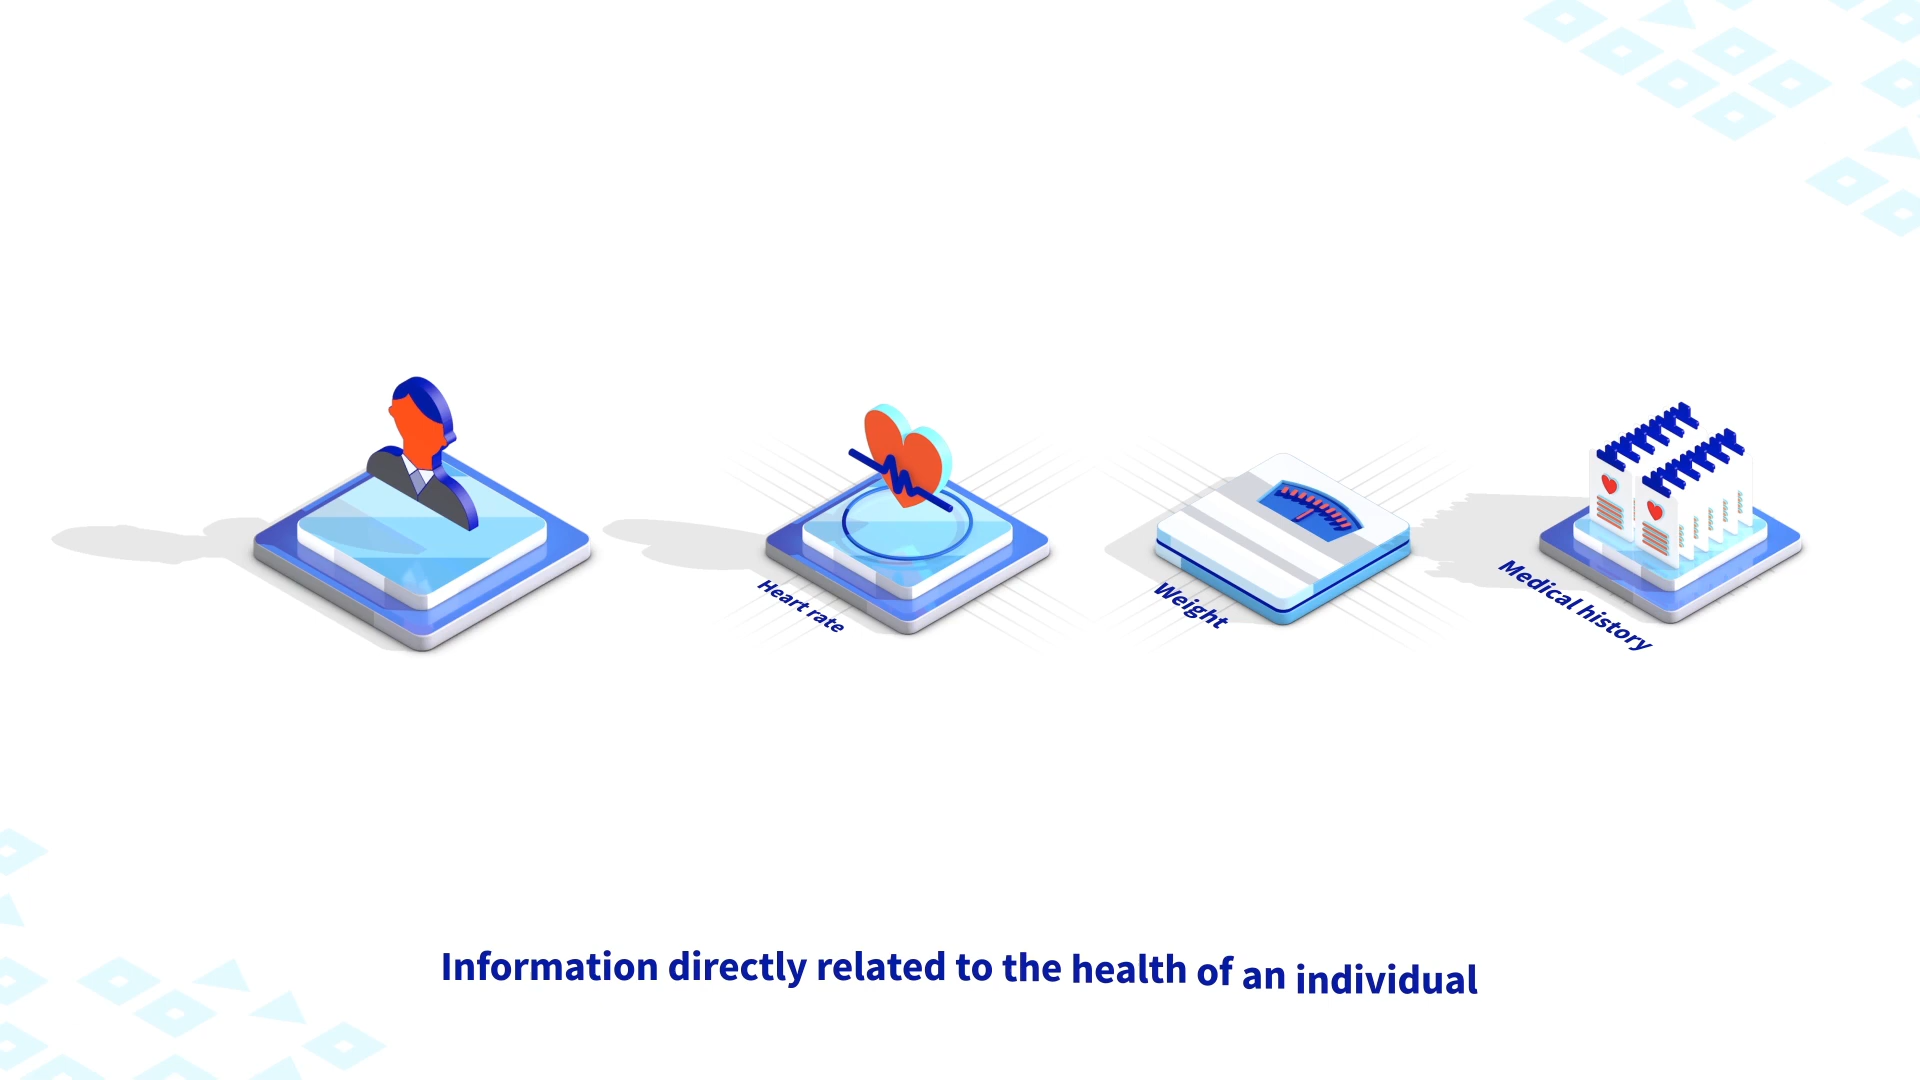 Heart rate
Weight
Medical history
Information directly related to the health of an individual